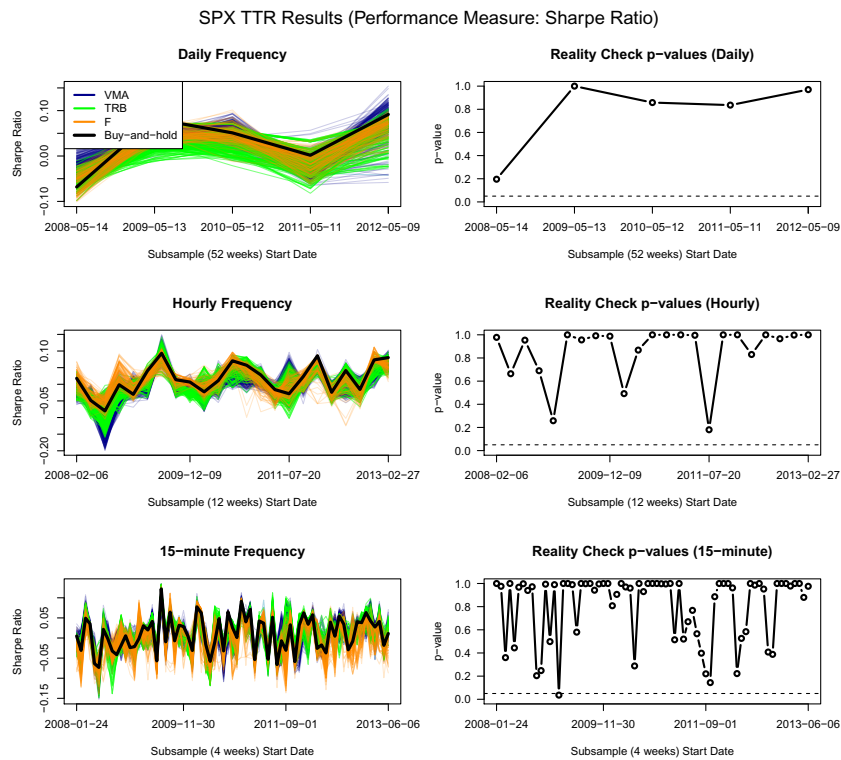 SPX TTR Results (Performance Measure: Sharpe Ratio)
Daily Frequency
Sharpe Ratio
0.10
0.00
−0.10
VMA
TRB
F
Buy−and−hold
2008−05−14 2009−05−13 2010−05−12 2011−05−11 2012−05−09
Subsample (52 weeks) Start Date
Reality Check p−values (Daily)
p−value
1.0
0.8
0.6
0.4
0.2
0.0
2008−05−14 2009−05−13 2010−05−12 2011−05−11 2012−05−09
Subsample (52 weeks) Start Date
Hourly Frequency
Sharpe Ratio
0.10
−0.05
−0.20
2008−02−06 2009−12−09 2011−07−20 2013−02−27
Subsample (12 weeks) Start Date
Reality Check p−values (Hourly)
p−value
1.0
0.8
0.6
0.4
0.2
0.0
2008−02−06 2009−12−09 2011−07−20 2013−02−27
Subsample (12 weeks) Start Date
15−minute Frequency
Sharpe Ratio
0.05
−0.05
−0.15
2008−01−24 2009−11−30 2011−09−01 2013−06−06
Subsample (4 weeks) Start Date
Reality Check p−values (15−minute)
p−value
1.0
0.8
0.6
0.4
0.2
0.0
2008−01−24 2009−11−30 2011−09−01 2013−06−06
Subsample (4 weeks) Start Date